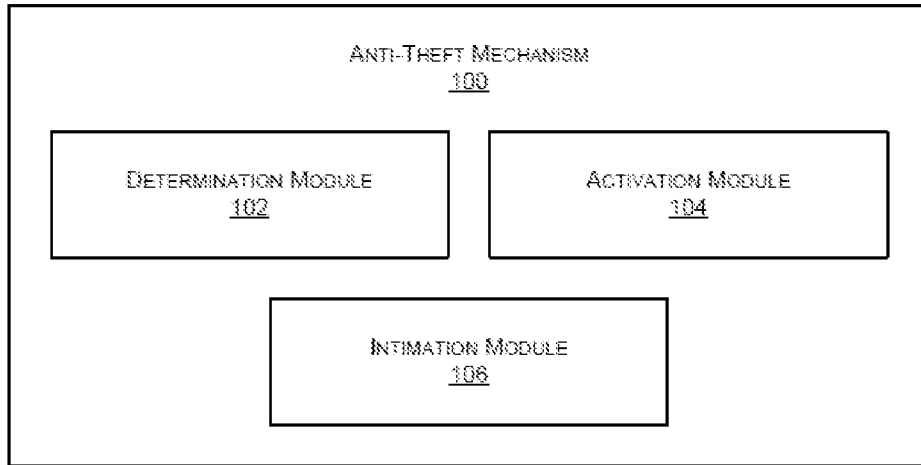 ANTI-THEFT MECHANISM
100
DETERMINATION MODULE
102
ACTIVATION MODULE
104
INTIMATION MODULE
106